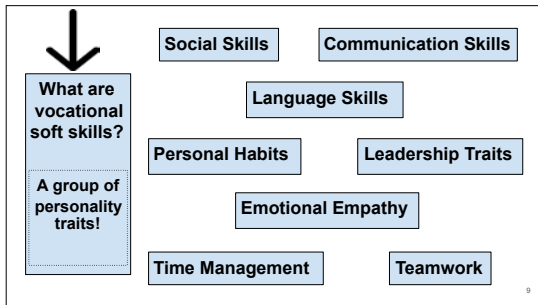 What are
vocational
soft skills?
A group of
personality
traits!
Social Skills
Communication Skills
Language Skills
Personal Habits
Leadership Traits
Emotional Empathy
Time Management
Teamwork
9